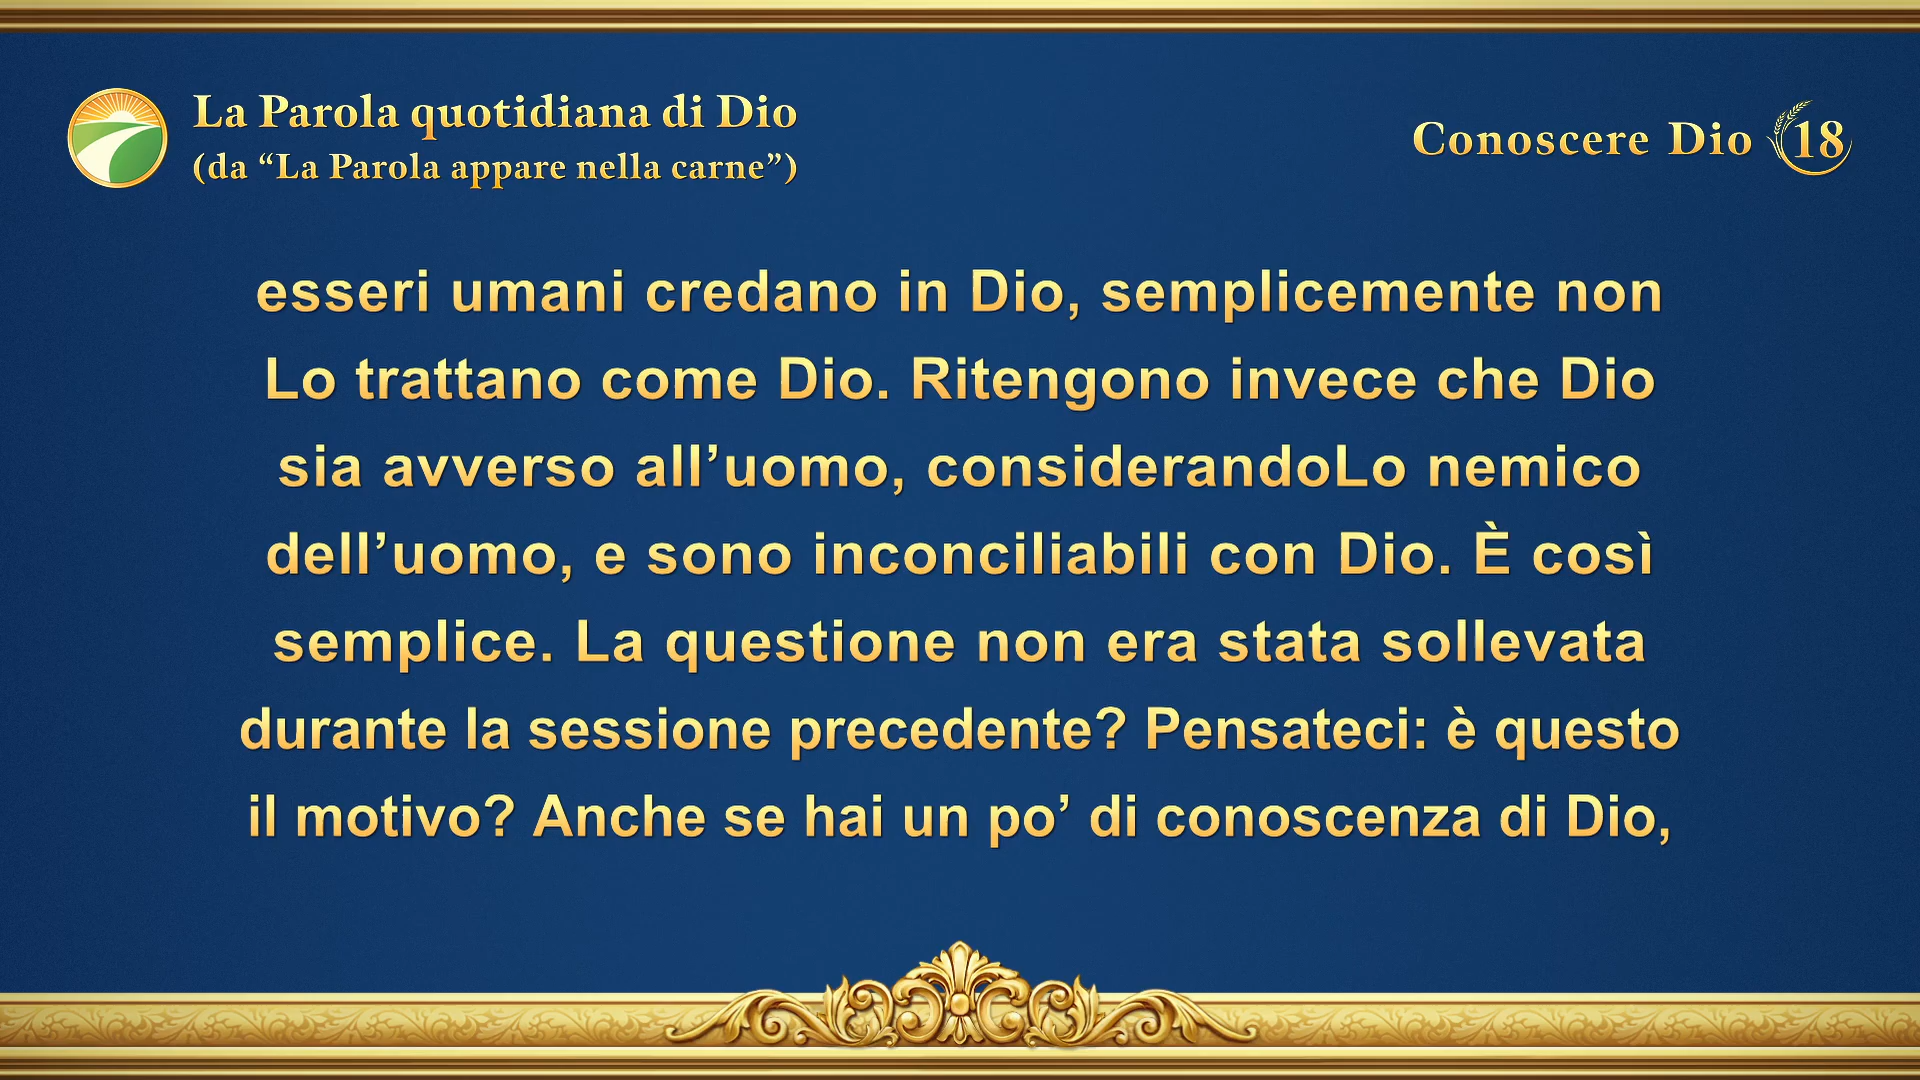 La Parola quotidiana di Dio
(da “La Parola appare nella carne”)
Conoscere Dio 18
esseri umani credano in Dio, semplicemente non
Lo trattano come Dio. Ritengono invece che Dio
sia avverso all’uomo, considerandoLo nemico
dell’uomo, e sono inconciliabili con Dio. È così
semplice. La questione non era stata sollevata
durante la sessione precedente? Pensateci: è questo
il motivo? Anche se hai un po’ di conoscenza di Dio,